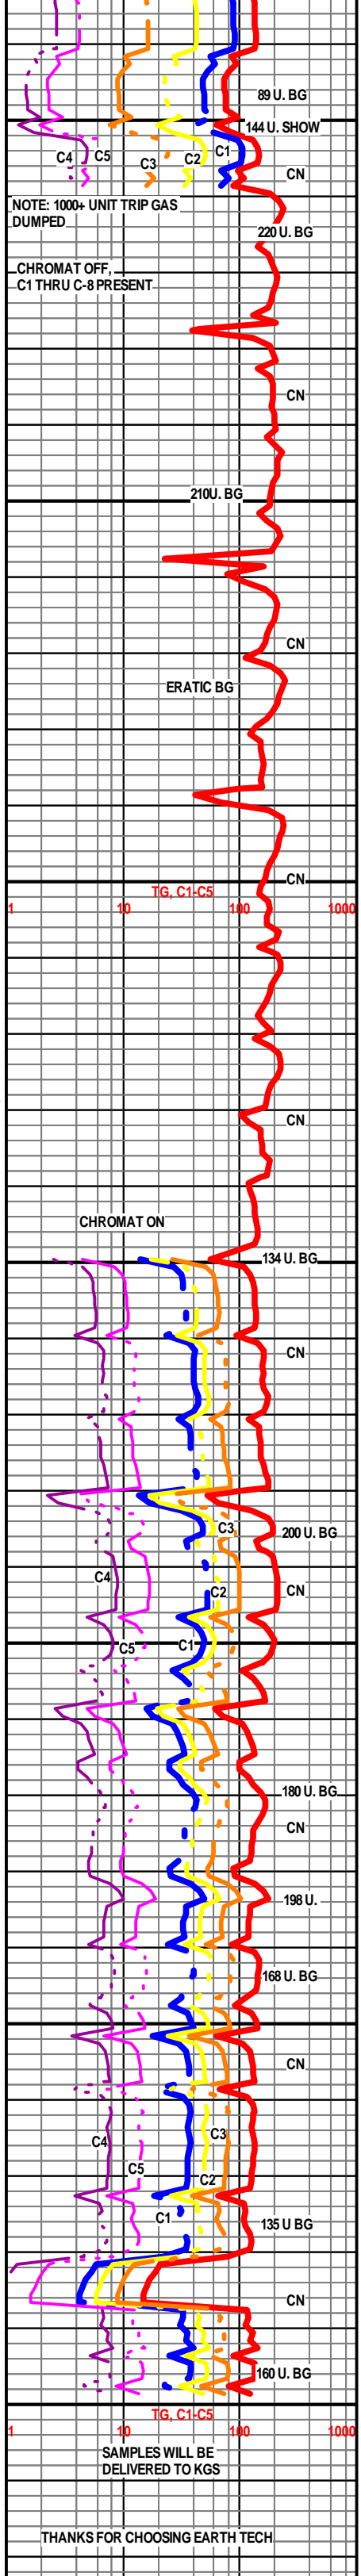 89 U. BG
144 U. SHOW
C4 C5 C3 C2 C1
CN
NOTE: 1000+ UNIT TRIP GAS
DUMPED
220 U. BG
CHROMAT OFF,
C1 THRU C-8 PRESENT
CN
210U. BG
CN
ERATIC BG
CN
TG, C1-C5
1 10 100 1000
CN
CHROMAT ON
134 U. BG
CN
C3
200 U. BG
C4
C2
CN
C5
C1
180 U. BG
CN
198 U.
168 U. BG
CN
C3
C4
C5
C2
C1
135 U BG
CN
160 U. BG
TG, C1-C5
1 10 100 1000
SAMPLES WILL BE
DELIVERED TO KGS
THANKS FOR CHOOSING EARTH TECH